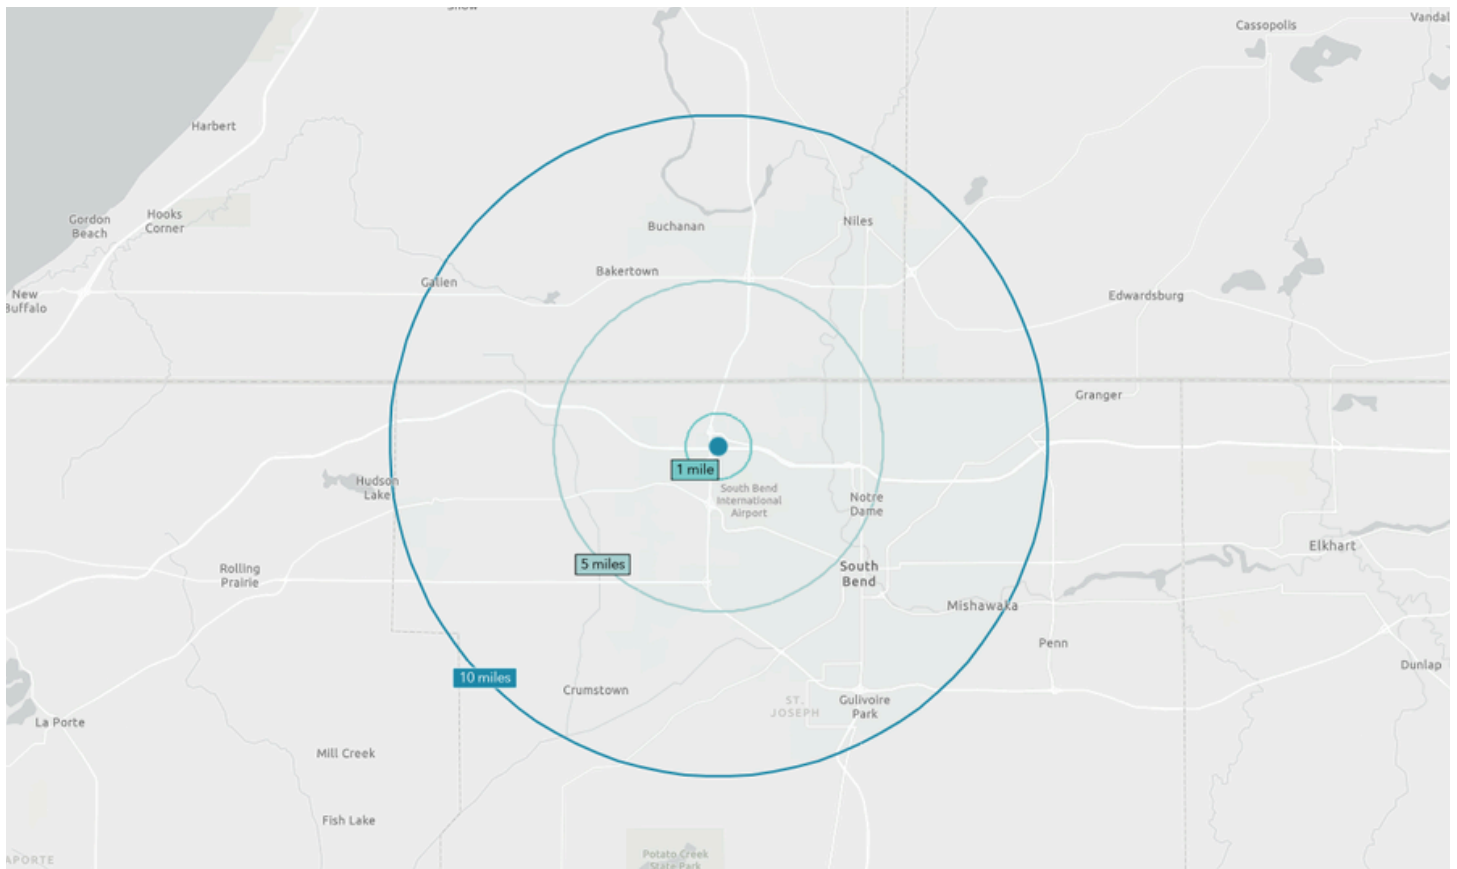 Cassopolis
Harbert
Gordon
Beach
Hooks
Corner
Buchanan
Niles
Bakertown
Galien
New
Buffalo
Edwardsburg
Granger
1 mile
Hudson
Lake
South Bend
International
Airport
Notre
Dame
5 miles
Rolling
Prairie
South
Bend
Elkhart
Mishawaka
Penn
Dunlap
10 miles
Crumstown
ST.
JOSEPH
Gulivoire
Park
La Porte
Mill Creek
Fish Lake
Potato Creek
State Park